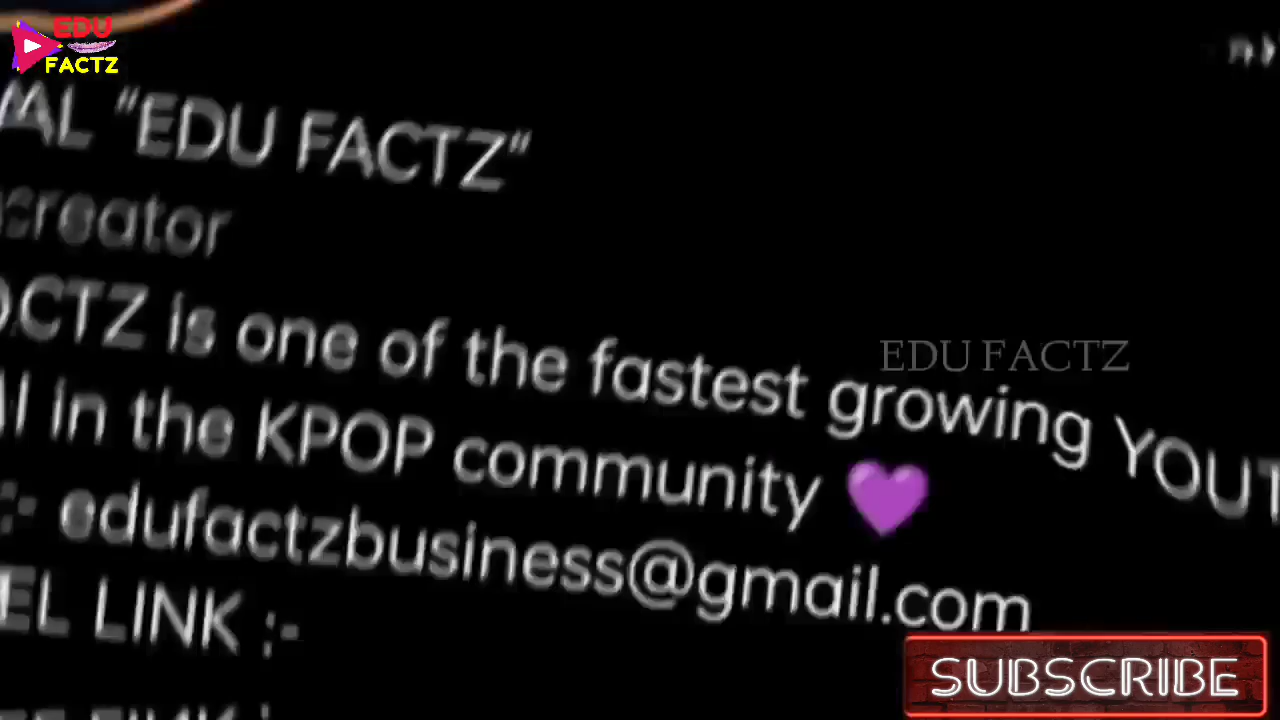 EDU
FACTZ
AL "EDU FACTZ"
creator
CTZ is one of the fastest growing YOUT
EDU FACTZ
in the KPOP community 💜
:- edufactzbusiness@gmail.com
EL LINK :-
SUBSCRIBE